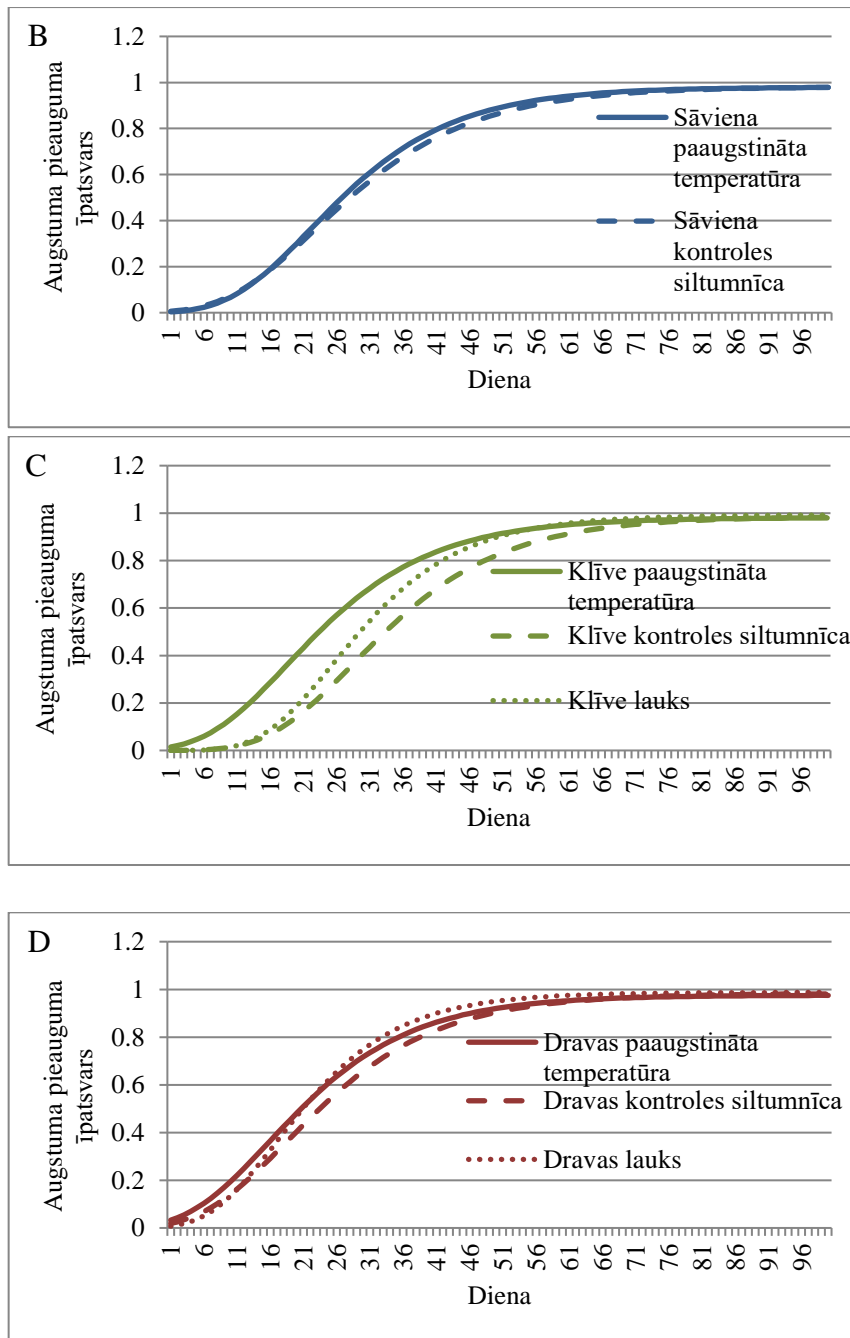 B
1.2
1
0.8
0.6
0.4
0.2
0
Augstuma pieauguma
īpatsvars
Sāviena
paaugstināta
temperatūra
Sāviena
kontroles
siltumnīca
1 6 11 16 21 26 31 36 41 46 51 56 61 66 71 76 81 86 91 96
Diena
C
1.2
1
0.8
0.6
0.4
0.2
0
Augstuma pieauguma
īpatsvars
Klīve paaugstināta
temperatūra
Klīve kontroles siltumnīca
Klīve lauks
1 6 11 16 21 26 31 36 41 46 51 56 61 66 71 76 81 86 91 96
Diena
D
1.2
1
0.8
0.6
0.4
0.2
0
Augstuma pieauguma
īpatsvars
Dravas paaugstināta
temperatūra
Dravas kontroles siltumnīca
Dravas lauks
1 6 11 16 21 26 31 36 41 46 51 56 61 66 71 76 81 86 91 96
Diena